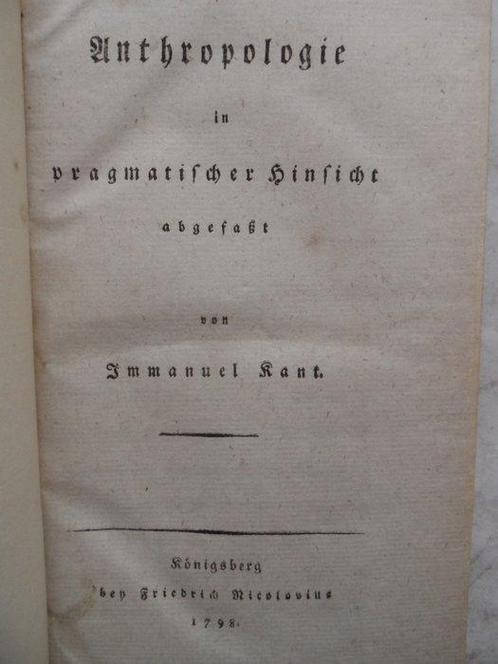 Anthropologie
in
pragmatiſcher Hinſicht
abgefaßt
von
Immanuel Kant.
Königsberg
bey Friedrich Nicolovius
1798.